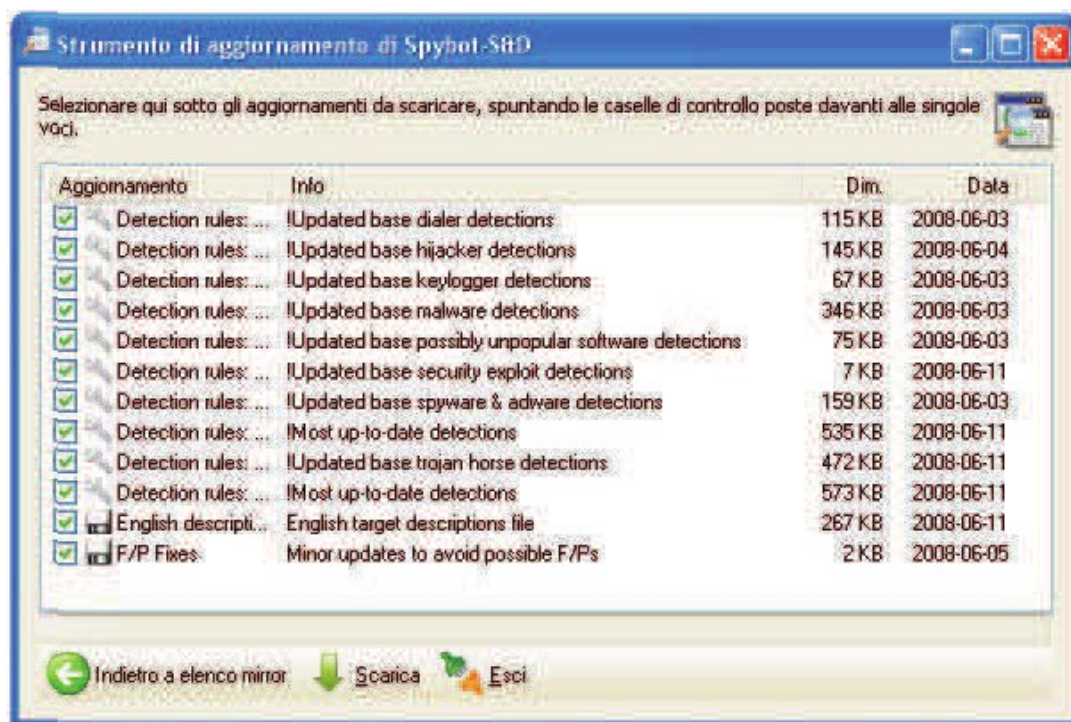 Strumento di aggiornamento di Spybot-S&D
Selezionare qui sotto gli aggiornamenti da scaricare, spuntando le caselle di controllo poste davanti alle singole
voci.
Aggiornamento Info Dim. Data
Detection rules: ... !Updated base dialer detections 115 KB 2008-06-03
Detection rules: ... !Updated base hijacker detections 145 KB 2008-06-04
Detection rules: ... !Updated base keylogger detections 67 KB 2008-06-03
Detection rules: ... !Updated base malware detections 346 KB 2008-06-03
Detection rules: ... !Updated base possibly unpopular software detections 75 KB 2008-06-03
Detection rules: ... !Updated base security exploit detections 7 KB 2008-06-11
Detection rules: ... !Updated base spyware & adware detections 159 KB 2008-06-03
Detection rules: ... !Most up-to-date detections 535 KB 2008-06-11
Detection rules: ... !Updated base trojan horse detections 472 KB 2008-06-11
Detection rules: ... !Most up-to-date detections 573 KB 2008-06-11
English descripti... English target descriptions file 267 KB 2008-06-11
F/P Fixes Minor updates to avoid possible F/Ps 2 KB 2008-06-05
Indietro a elenco mirror Scarica Esci